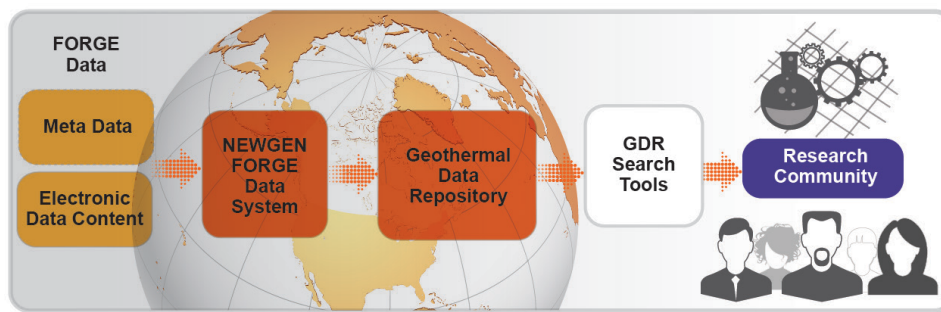 FORGE
Data
Meta Data
Electronic
Data Content
NEWGEN
FORGE
Data
System
Geothermal
Data
Repository
GDR
Search
Tools
Research
Community